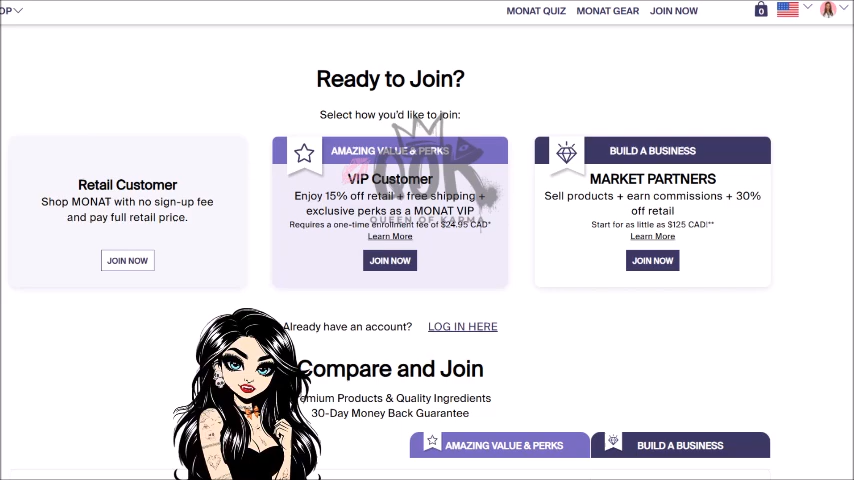 OP
MONAT QUIZ MONAT GEAR JOIN NOW
0
Ready to Join?
Select how you'd like to join:
AMAZING VALUE & PERKS
BUILD A BUSINESS
Retail Customer
Shop MONAT with no sign-up fee
and pay full retail price.
JOIN NOW
VIP Customer
Enjoy 15% off retail + free shipping +
exclusive perks as a MONAT VIP
Requires a one-time enrollment fee of $24.95 CAD*
Learn More
JOIN NOW
MARKET PARTNERS
Sell products + earn commissions + 30%
off retail
Start for as little as $125 CAD!**
Learn More
JOIN NOW
QOK
QUEEN OF KARMA
Already have an account? LOG IN HERE
Compare and Join
emium Products & Quality Ingredients
30-Day Money Back Guarantee
AMAZING VALUE & PERKS
BUILD A BUSINESS